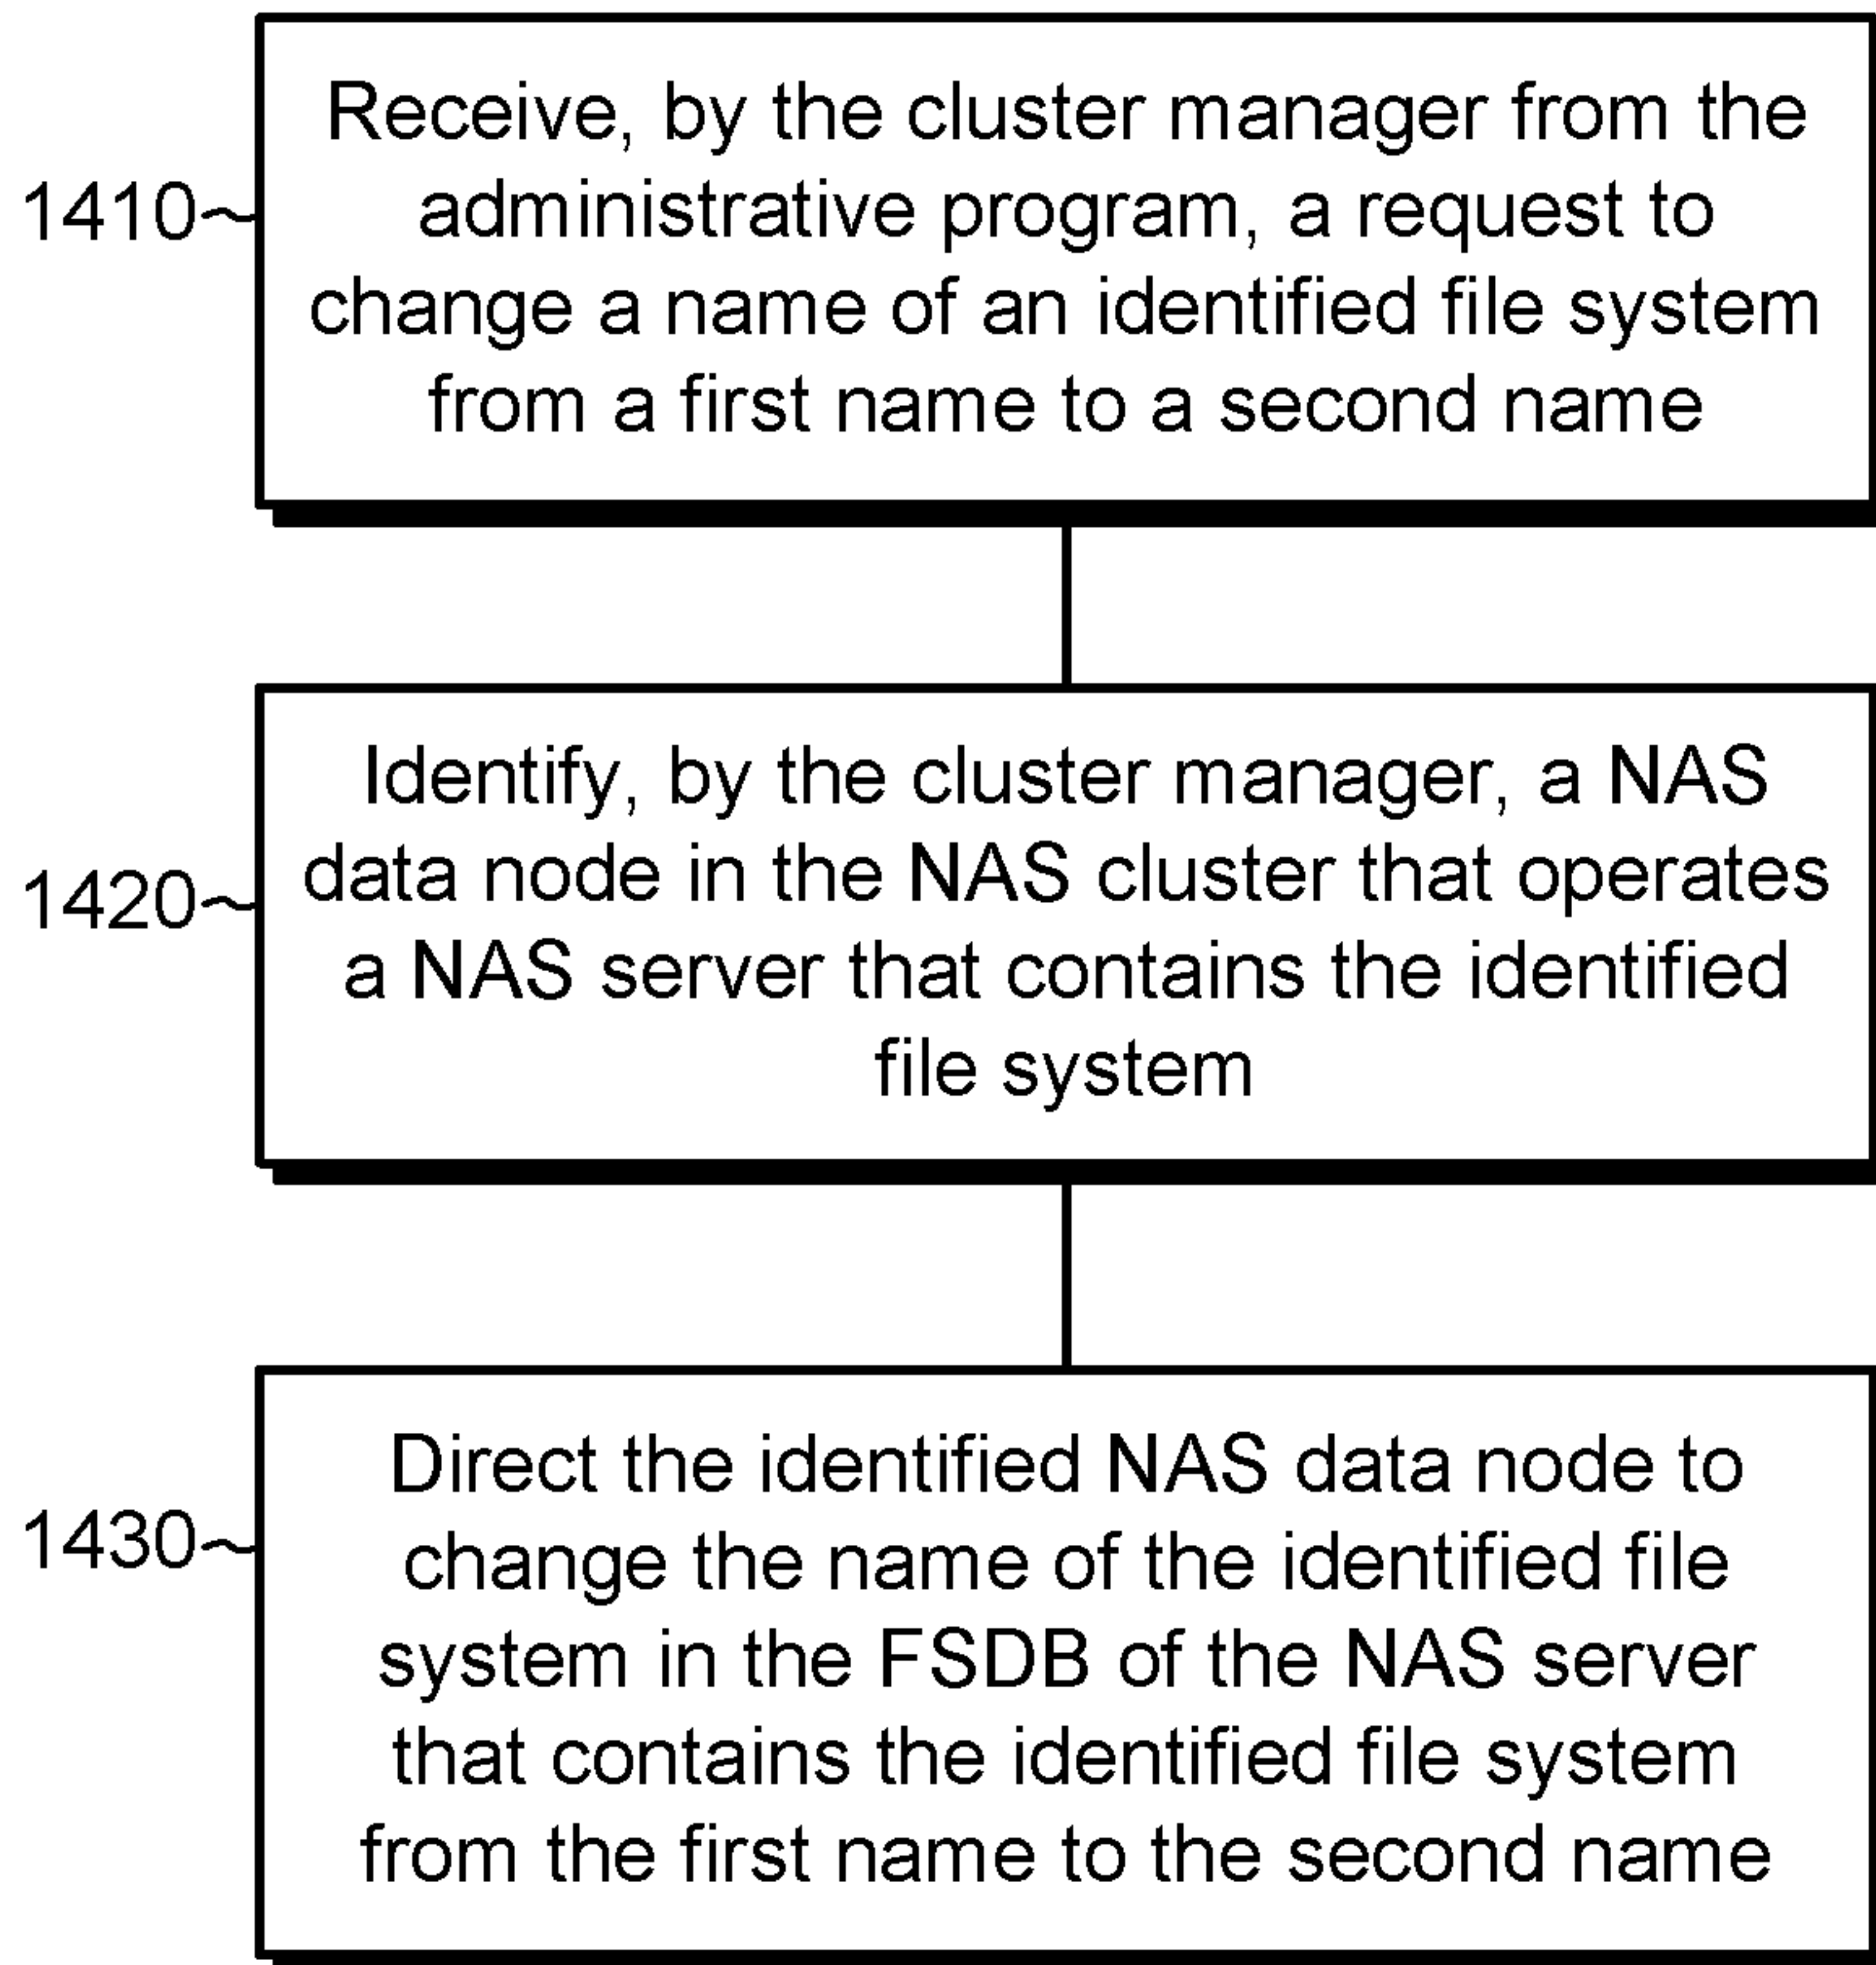 Receive, by the cluster manager from the
administrative program, a request to
change a name of an identified file system
from a first name to a second name
1410
Identify, by the cluster manager, a NAS
data node in the NAS cluster that operates
a NAS server that contains the identified
file system
1420
Direct the identified NAS data node to
change the name of the identified file
system in the FSDB of the NAS server
that contains the identified file system
from the first name to the second name
1430